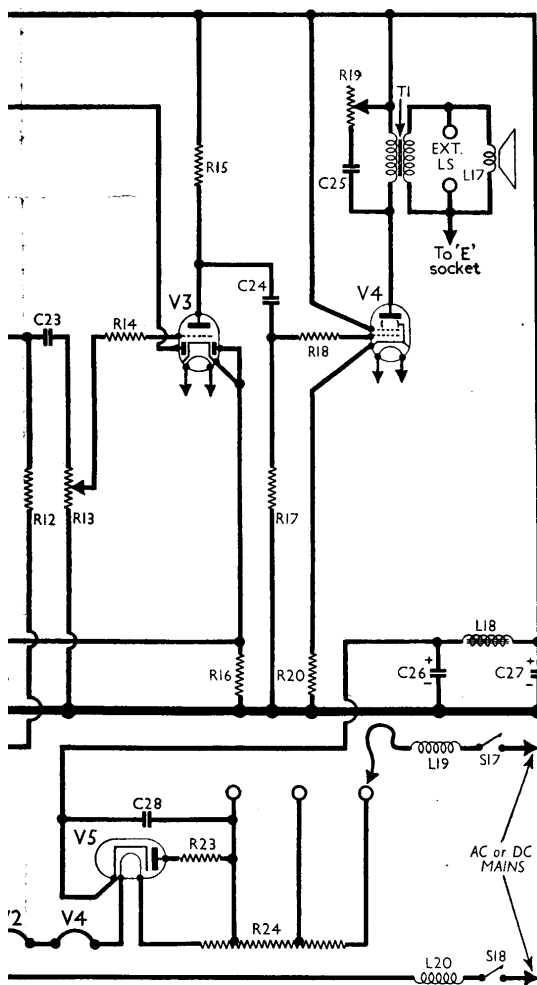 R19
T1
R15
C25
EXT.
LS
L17
To 'E'
socket
C24
V3
V4
C23
R14
R18
R12
R13
R17
L18
R16
R20
+
C26
–
+
C27
–
L19
S17
C28
V5
R23
AC or DC
MAINS
V2
V4
R24
L20
S18